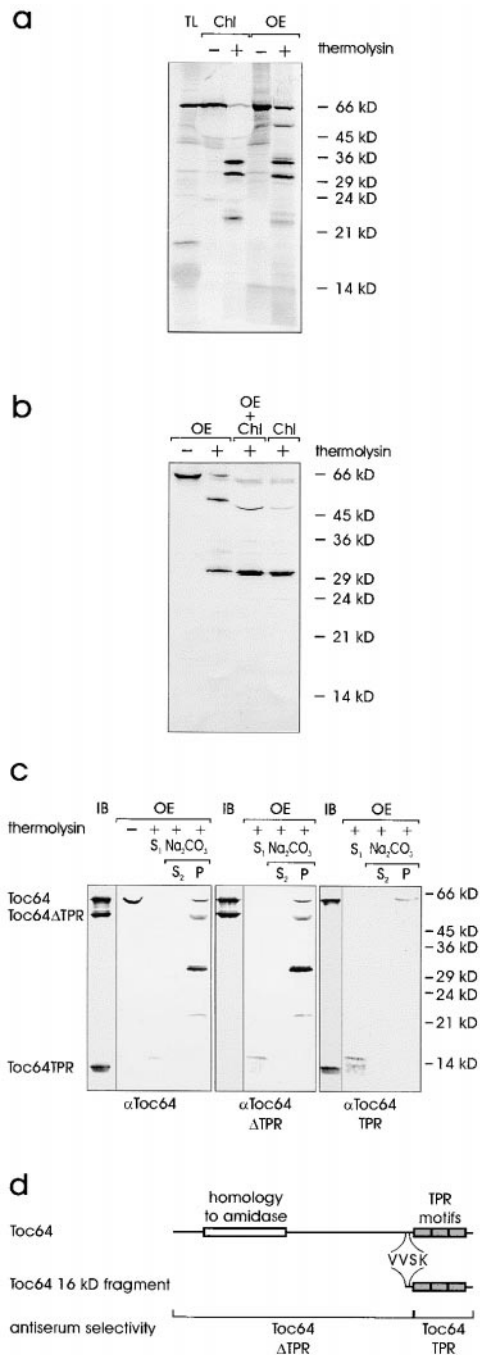 a
TL Chl OE
− + − + thermolysin
– 66 kD
– 45 kD
– 36 kD
– 29 kD
– 24 kD
– 21 kD
– 14 kD
b
OE
+
OE Chl Chl
− + + + thermolysin
– 66 kD
– 45 kD
– 36 kD
– 29 kD
– 24 kD
– 21 kD
– 14 kD
c
IB OE IB OE IB OE
thermolysin − + + + + + + + + +
S₁ Na₂CO₃ S₁ Na₂CO₃ S₁ Na₂CO₃
S₂ P S₂ P S₂ P
Toc64
Toc64ΔTPR
Toc64TPR
– 66 kD
– 45 kD
– 36 kD
– 29 kD
– 24 kD
– 21 kD
– 14 kD
αToc64 αToc64 αToc64
ΔTPR TPR
d
homology to amidase
TPR motifs
Toc64
VVSK
Toc64 16 kD fragment
antiserum selectivity
Toc64 ΔTPR
Toc64 TPR